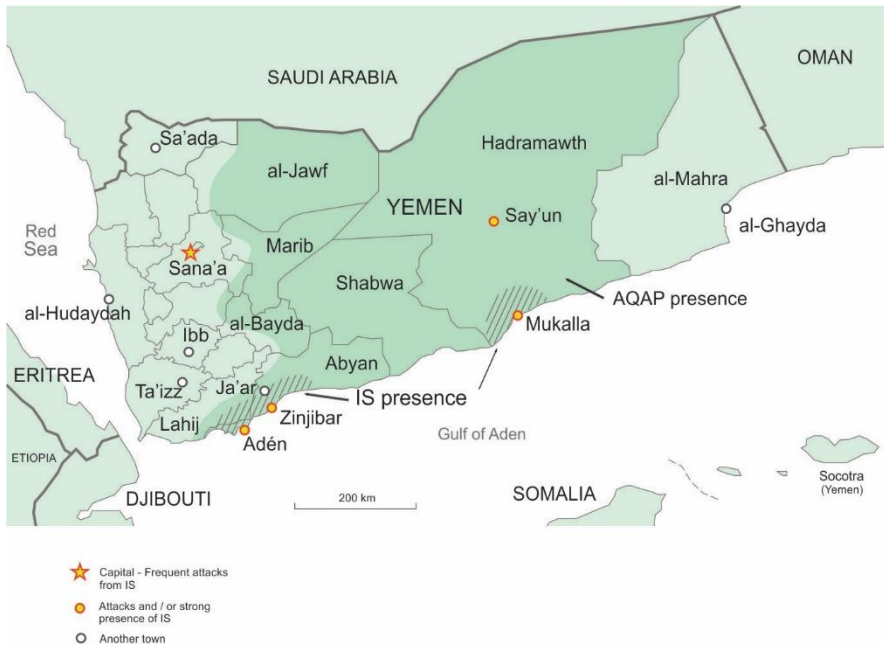 SAUDI ARABIA
OMAN
Sa'ada
al-Jawf
Hadramawth
al-Mahra
YEMEN
Say'un
al-Ghayda
Red
Sea
Marib
Sana'a
Shabwa
AQAP presence
al-Hudaydah
al-Bayda
Mukalla
Ibb
Abyan
ERITREA
Ta'izz
Ja'ar
IS presence
Zinjibar
Lahij
Adén
Gulf of Aden
ETIOPIA
Socotra
(Yemen)
DJIBOUTI
200 km
SOMALIA
Capital - Frequent attacks
from IS
Attacks and / or strong
presence of IS
Another town